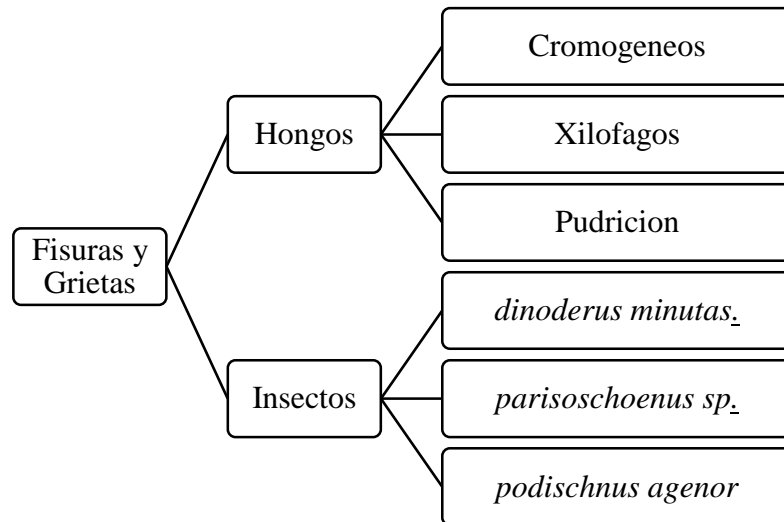 Fisuras y
Grietas
Hongos
Cromogeneos
Xilofagos
Pudricion
Insectos
dinoderus minutas.
parisoschoenus sp.
podischnus agenor